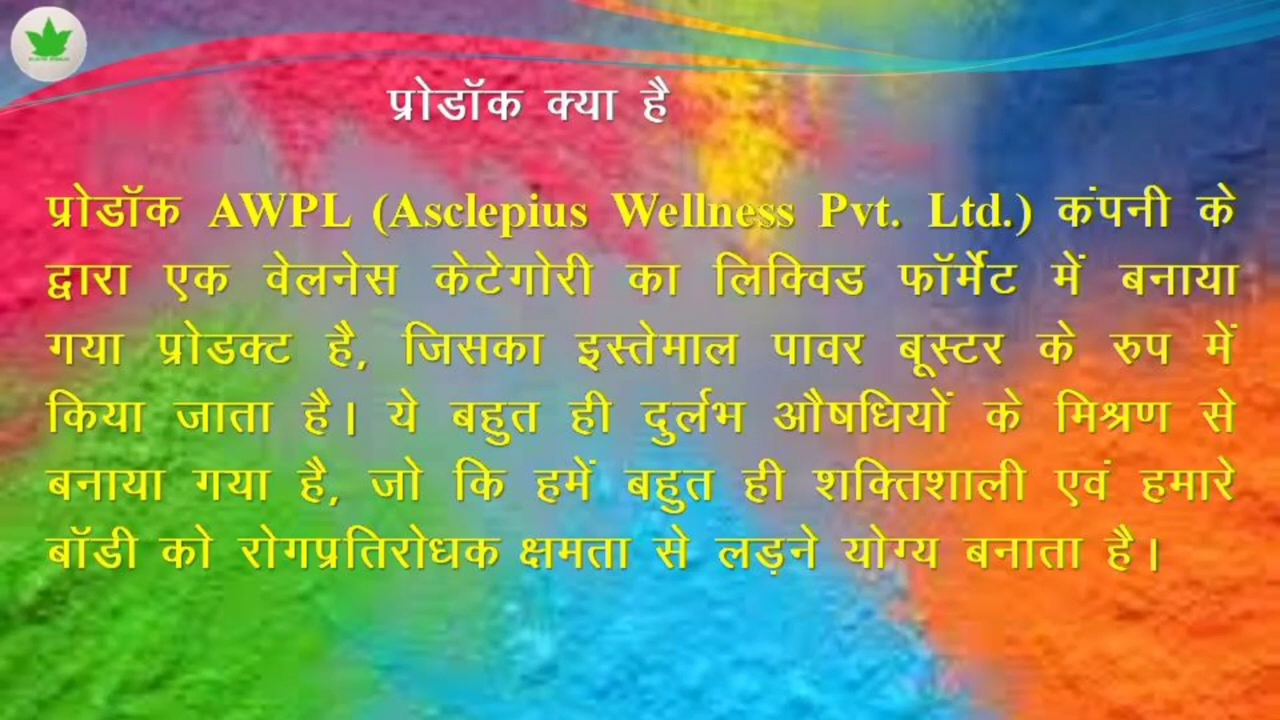 प्रोडॉक क्या है
प्रोडॉक AWPL (Asclepius Wellness Pvt. Ltd.) कंपनी के
द्वारा एक वेलनेस केटेगोरी का लिक्विड फॉर्मेट में बनाया
गया प्रोडक्ट है, जिसका इस्तेमाल पावर बूस्टर के रुप में
किया जाता है। ये बहुत ही दुर्लभ औषधियों के मिश्रण से
बनाया गया है, जो कि हमें बहुत ही शक्तिशाली एवं हमारे
बॉडी को रोगप्रतिरोधक क्षमता से लड़ने योग्य बनाता है।